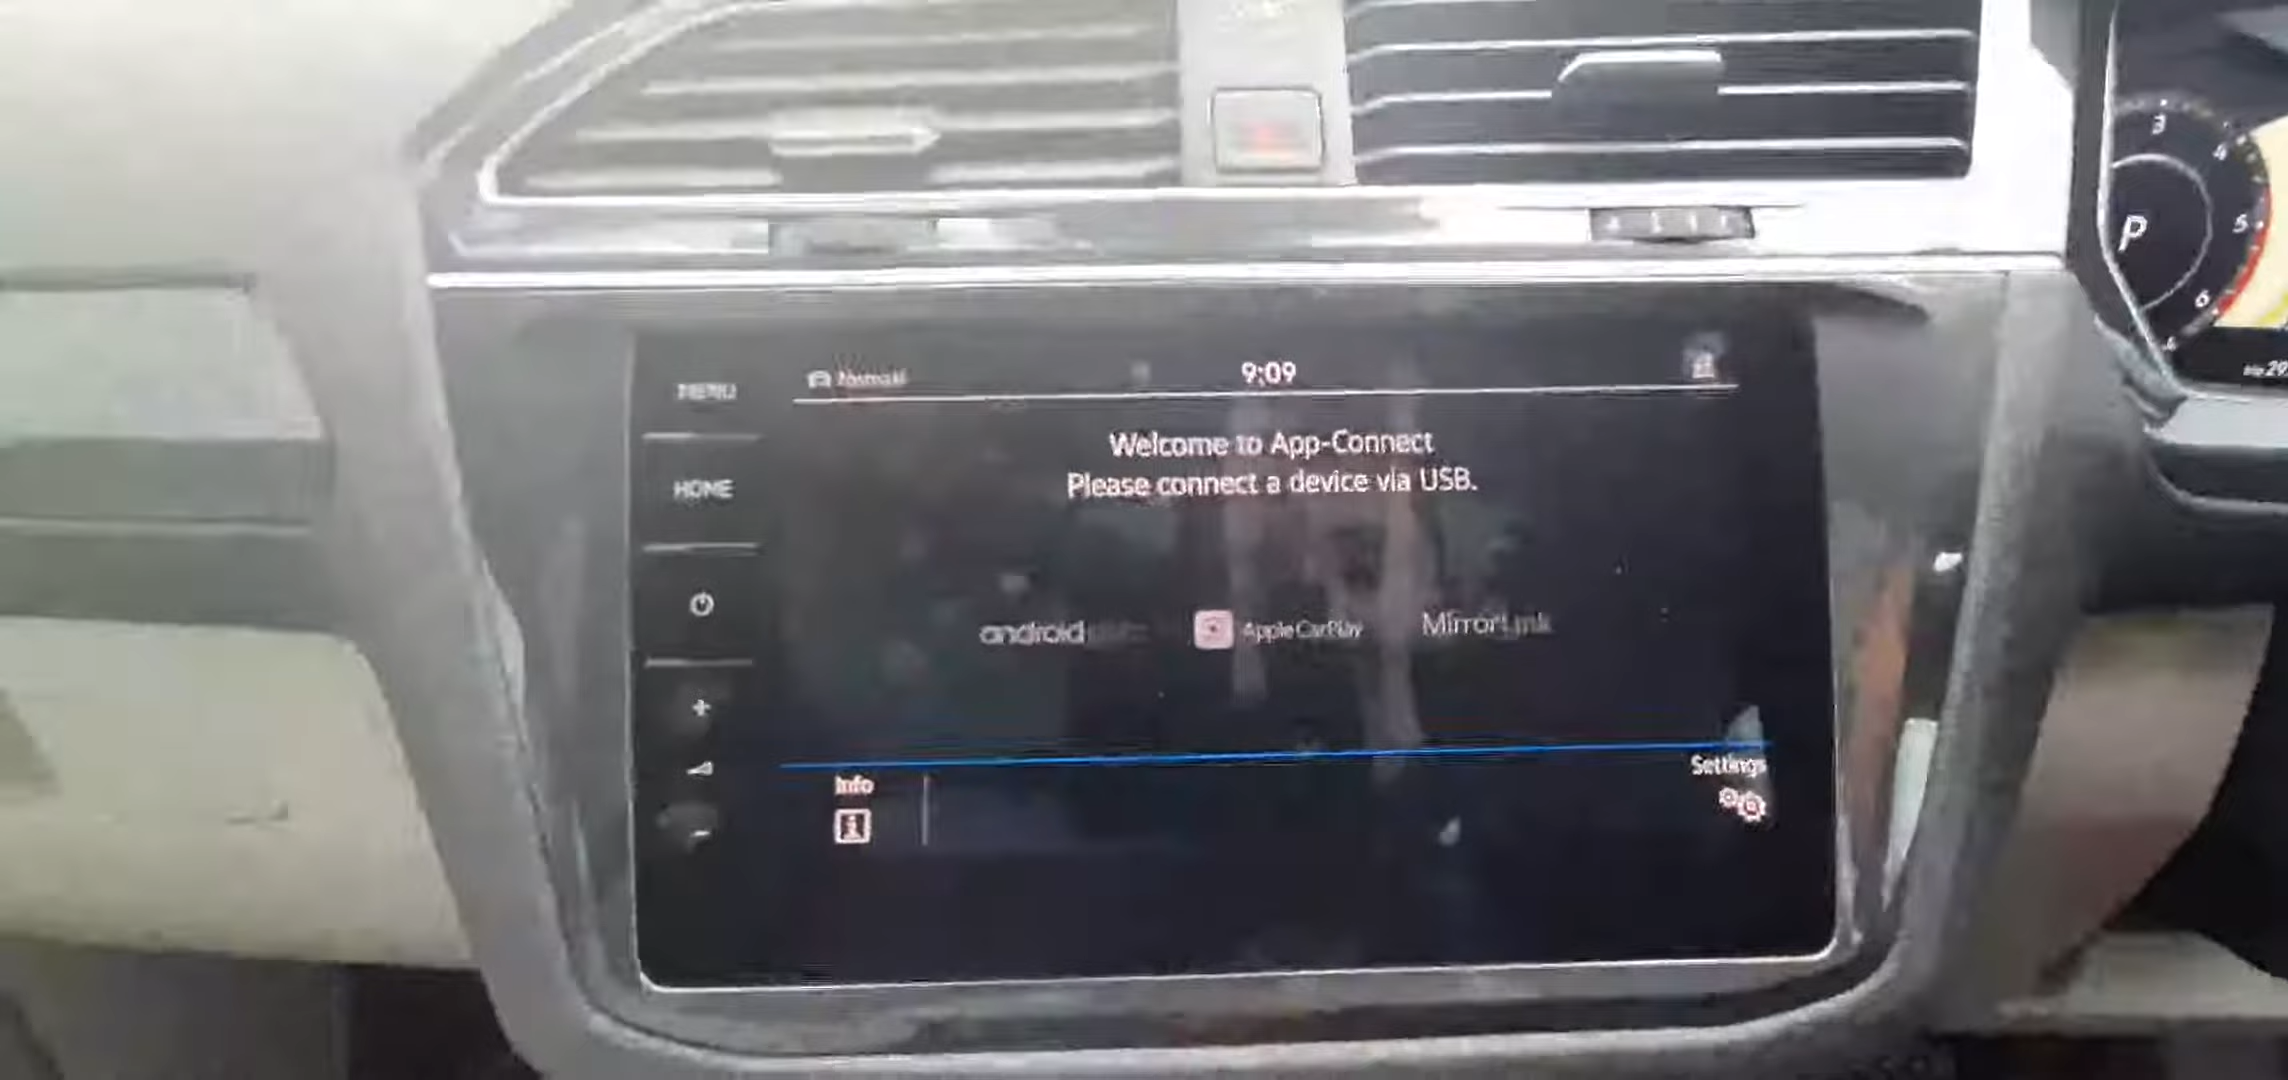 3
4
5
6
P
MENU
9:09
Welcome to App-Connect
HOME
Please connect a device via USB.
android
Apple CarPlay
MirrorLink
+
Settings
Info
i
-